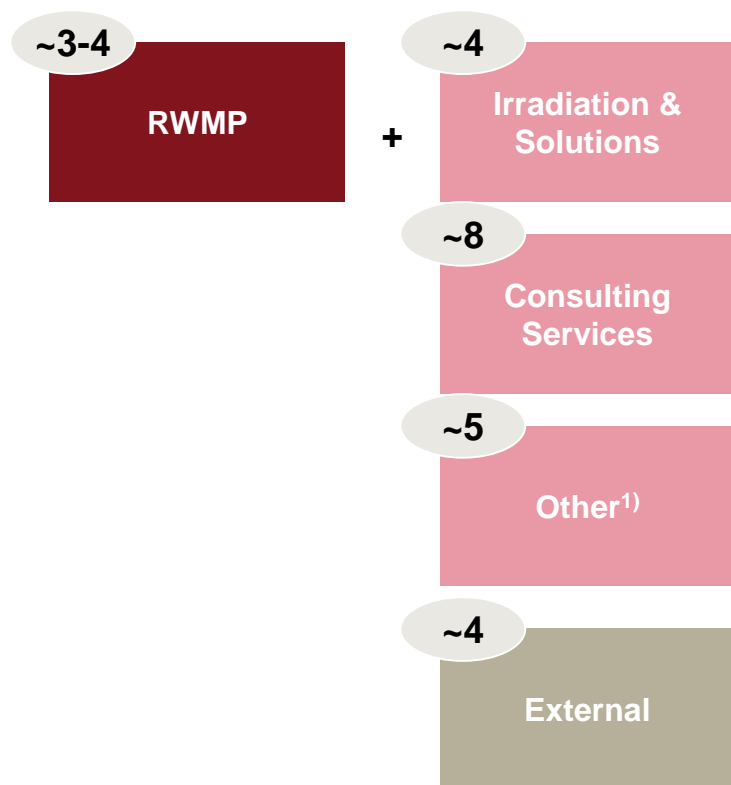 ~3-4
RWMP
+
~4
Irradiation &
Solutions
~8
Consulting
Services
~5
Other1)
~4
External